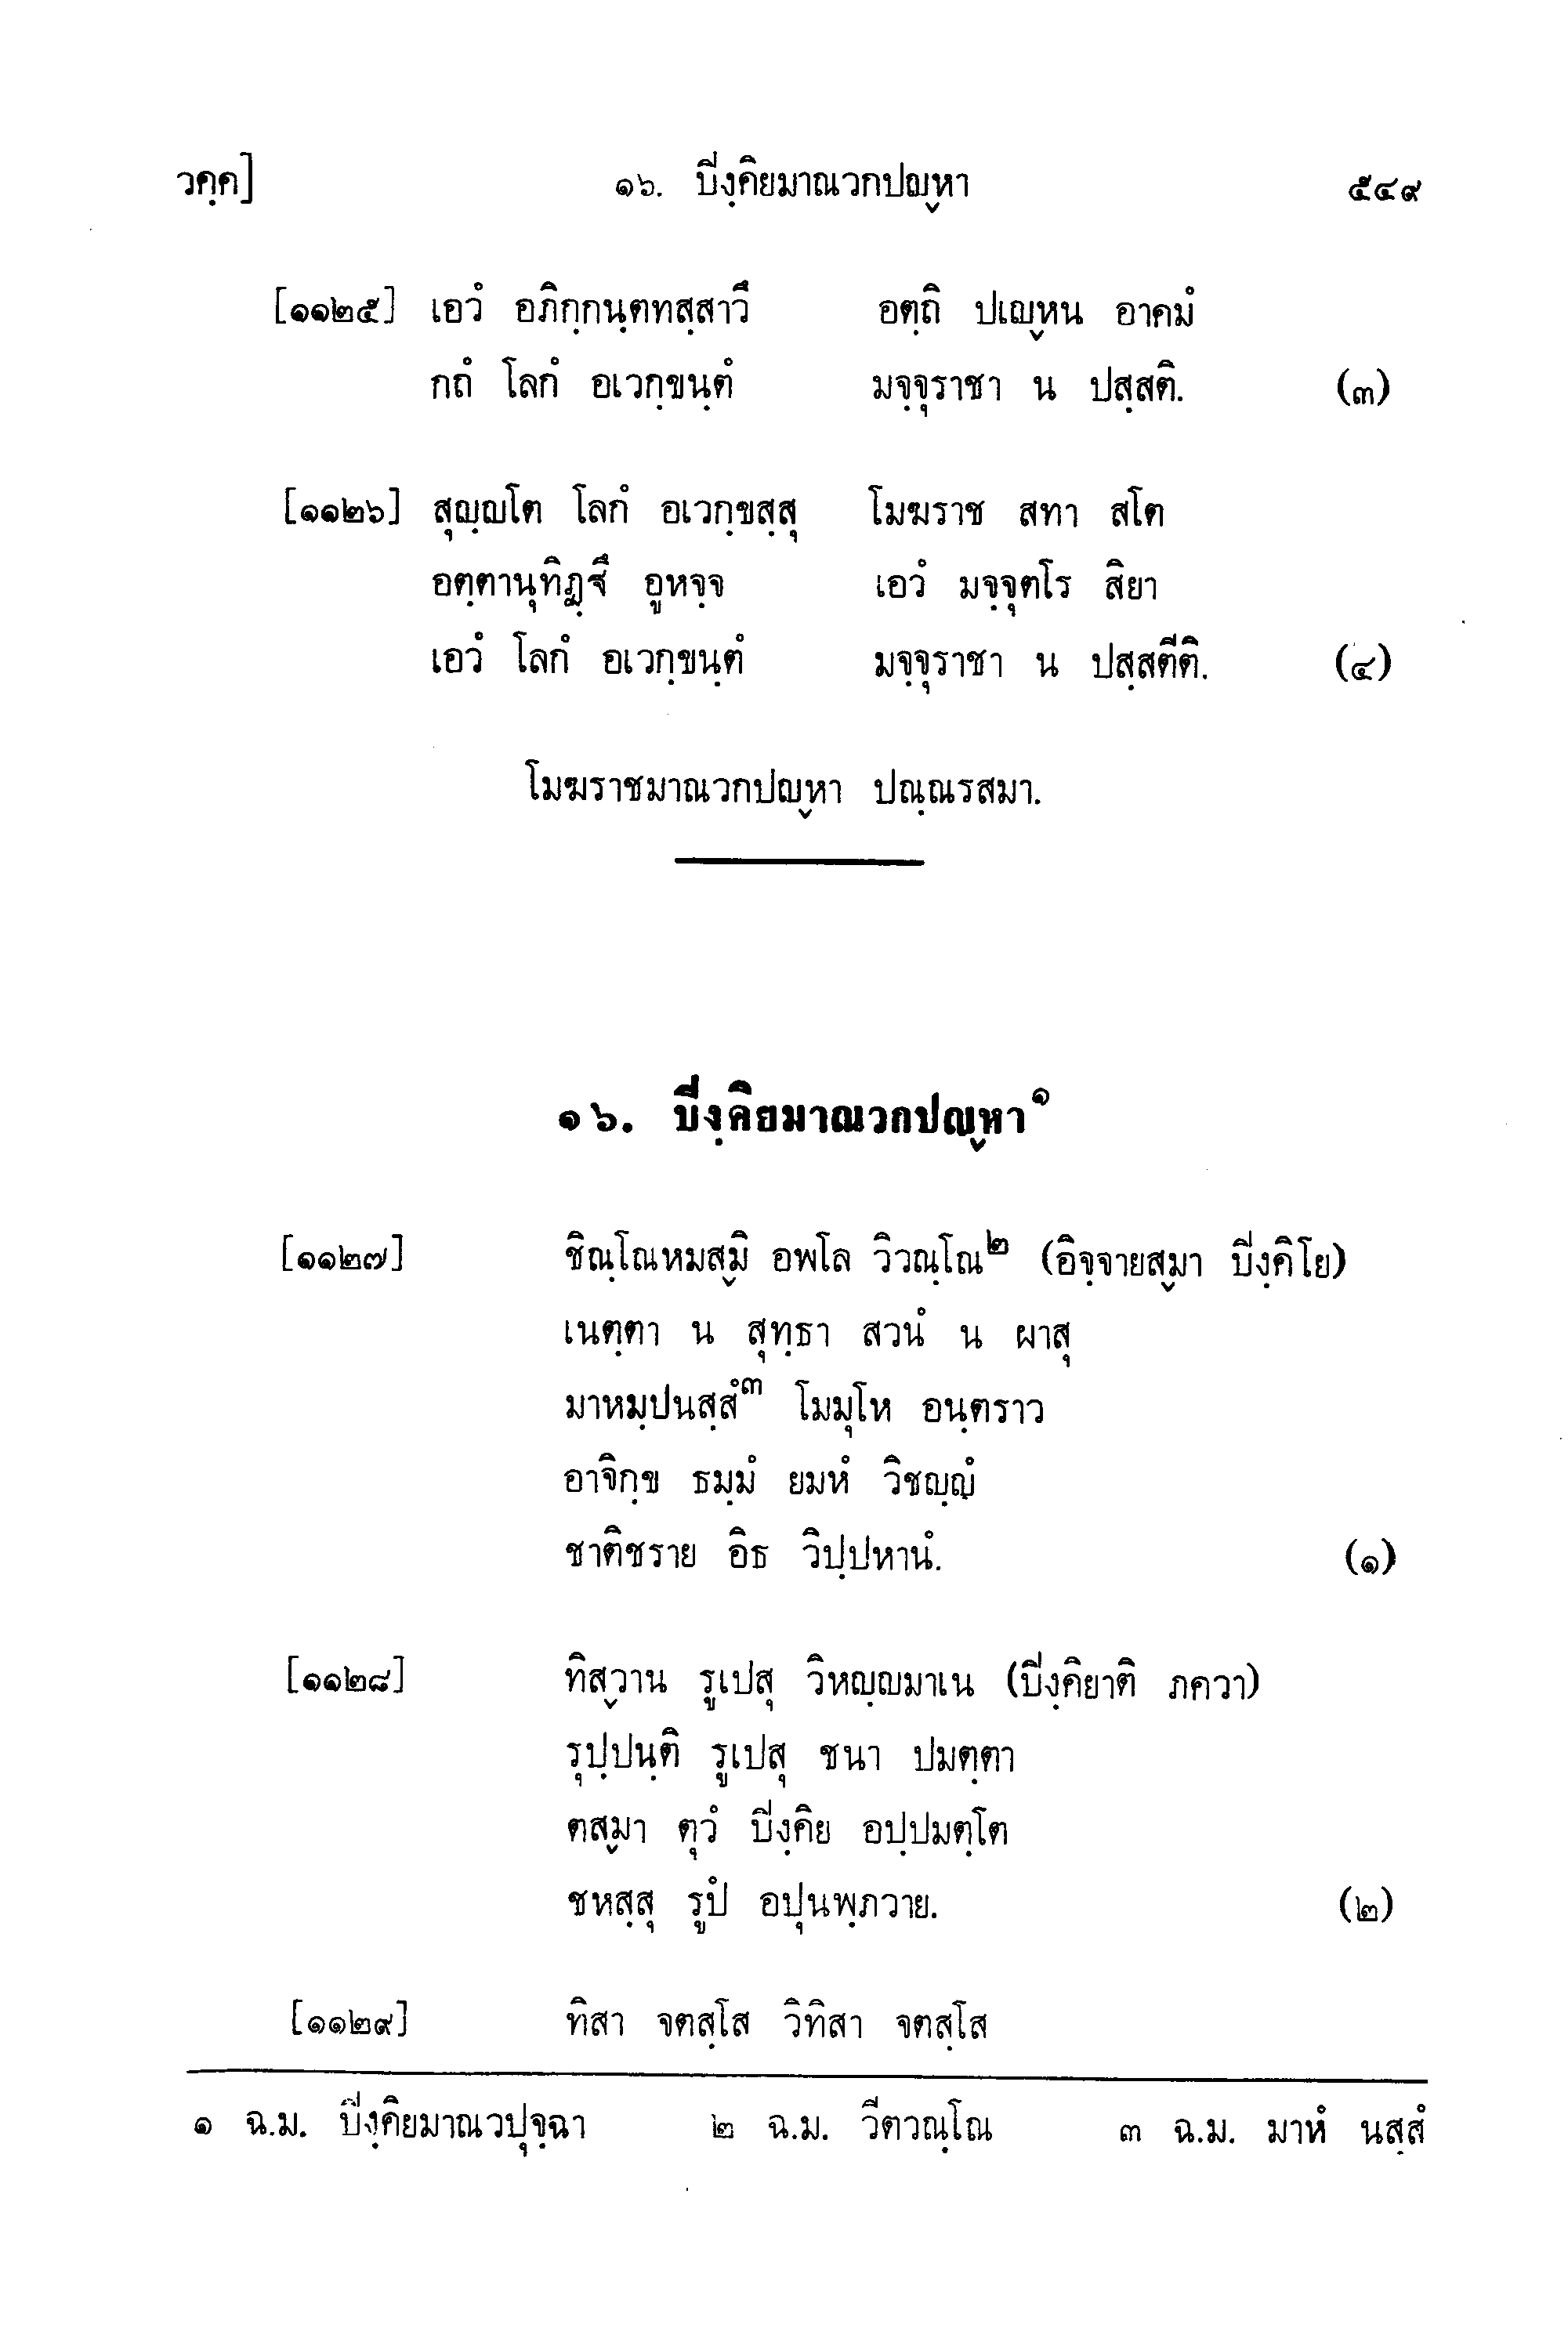 วคฺค]	๑๖. ปิงฺคิยมาณวกปญฺหา	๕๔๙
[๑๑๒๕] เอวํ อภิกฺกนฺตทสฺสาวึ	อตฺถิ ปเญฺหน อาคมํ
กถํ โลกํ อเวกฺขนฺตํ	มจฺจุราชา น ปสฺสติ.	(๓)
[๑๑๒๖] สุญฺญโต โลกํ อเวกฺขสฺสุ	โมฆราช สทา สโต
อตฺตานุทิฏฺฐึ อูหจฺจ	เอวํ มจฺจุตโร สิยา
เอวํ โลกํ อเวกฺขนฺตํ	มจฺจุราชา น ปสฺสตีติ.	(๔)
โมฆราชมาณวกปญฺหา ปณฺณรสมา.
๑๖. ปิงฺคิยมาณวกปญฺหา๑
[๑๑๒๗]	ชิณฺโณหมสฺมิ อพโล วิวณฺโณ๒ (อิจฺจายสฺมา ปิงฺคิโย)
เนตฺตา น สุทฺธา สวนํ น ผาสุ
มาหมฺปนสฺสํ๓ โมมุโห อนฺตราว
อาจิกฺข ธมฺมํ ยมหํ วิชญฺญํ
ชาติชราย อิธ วิปฺปหานํ.	(๑)
[๑๑๒๘]	ทิสฺวาน รูเปสุ วิหญฺญมาเน (ปิงฺคิยาติ ภควา)
รุปฺปนฺติ รูเปสุ ชนา ปมตฺตา
ตสฺมา ตุวํ ปิงฺคิย อปฺปมตฺโต
ชหสฺสุ รูปํ อปุนพฺภวาย.	(๒)
[๑๑๒๙]	ทิสา จตสฺโส วิทิสา จตสฺโส
๑ ฉ.ม. ปิงฺคิยมาณวปุจฺฉา	๒ ฉ.ม. วีตวณฺโณ	๓ ฉ.ม. มาหํ นสฺสํ